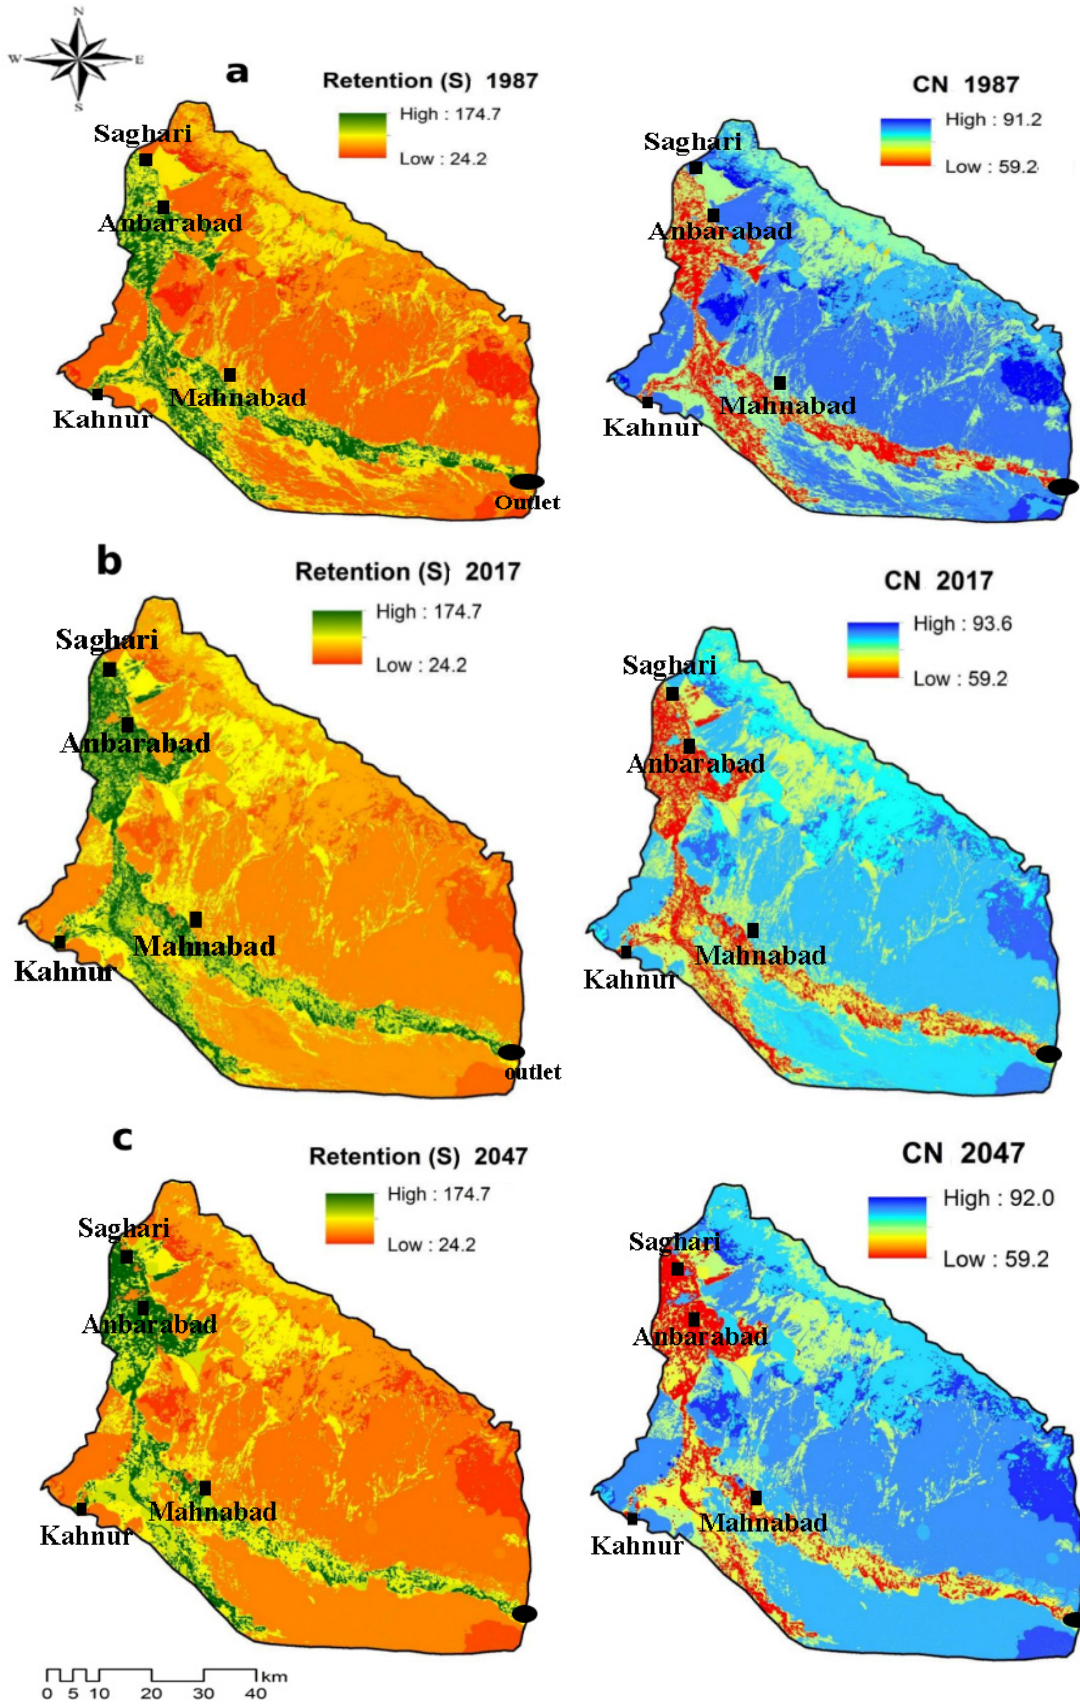 N
W E
S
a
Retention (S) 1987
High : 174.7
Low : 24.2
Saghari
Anbarabad
Mahnabad
Kahnur
Outlet
CN 1987
High : 91.2
Low : 59.2
Saghari
Anbarabad
Mahnabad
Kahnur
b
Retention (S) 2017
High : 174.7
Low : 24.2
Saghari
Anbarabad
Mahnabad
Kahnur
outlet
CN 2017
High : 93.6
Low : 59.2
Saghari
Anbarabad
Mahnabad
Kahnur
c
Retention (S) 2047
High : 174.7
Low : 24.2
Saghari
Anbarabad
Mahnabad
Kahnur
CN 2047
High : 92.0
Low : 59.2
Saghari
Anbarabad
Mahnabad
Kahnur
km
0 5 10 20 30 40